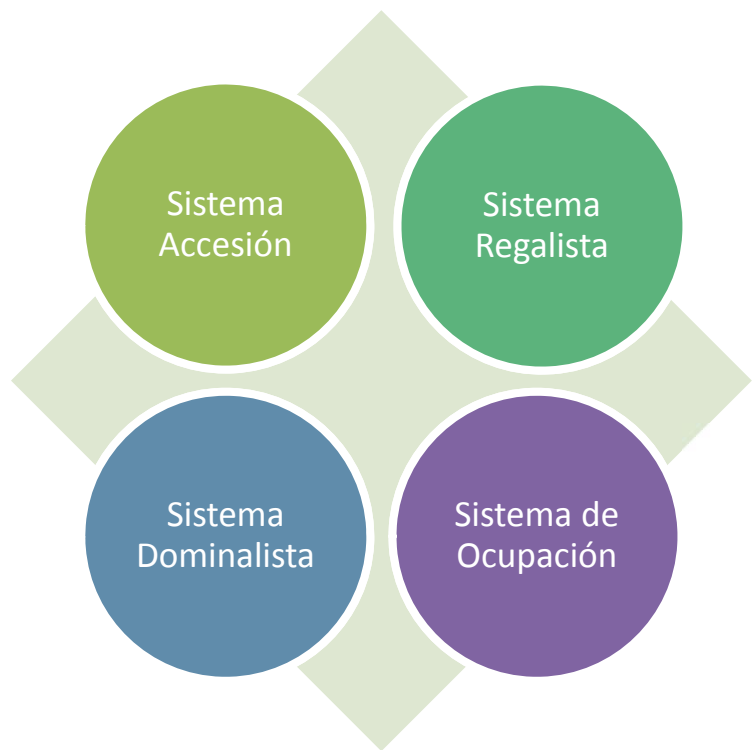 Sistema
Accesión
Sistema
Regalista
Sistema
Dominalista
Sistema de
Ocupación